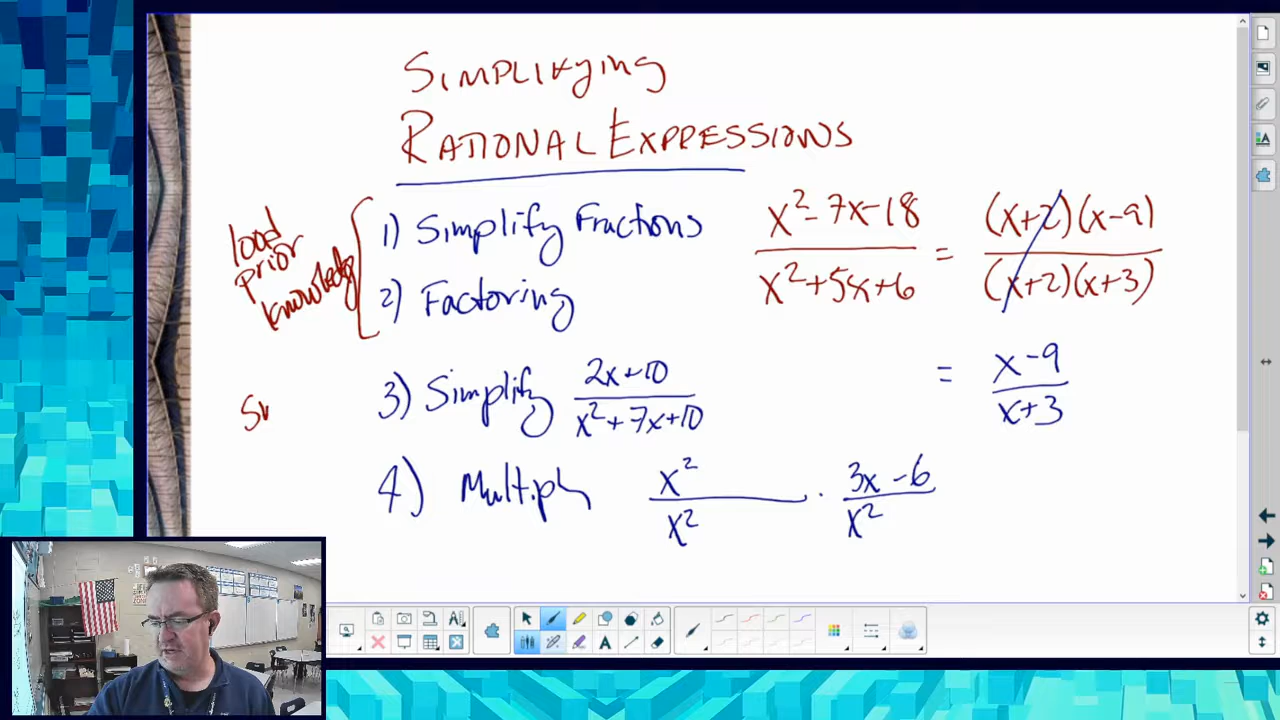 SIMPLIFYING
RATIONAL EXPRESSIONS
load
prior
knowledge
1) Simplify Fractions
2) Factoring
x²-7x-18 / x²+5x+6 = (x+2)(x-9) / (x+2)(x+3)
= x-9 / x+3
3) Simplify 2x+10 / x²+7x+10
4) Multiply x² / x² · 3x-6 / x²